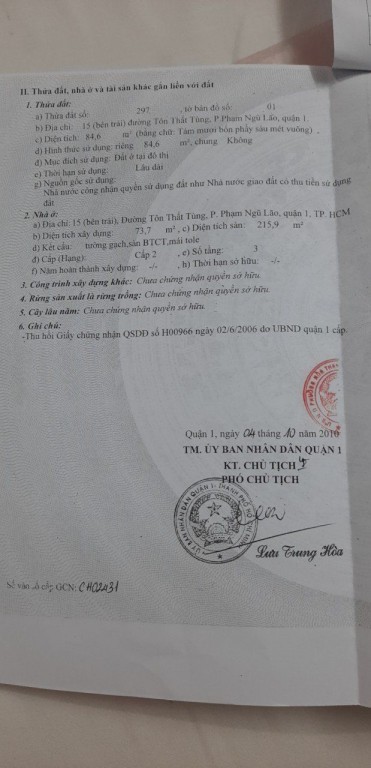 II. Thửa đất, nhà ở và tài sản khác gắn liền với đất
1. Thửa đất:
a) Thửa đất số: 297 , tờ bản đồ số: 01
b) Địa chỉ: 15 (bên trái) đường Tôn Thất Tùng, P.Phạm Ngũ Lão, quận 1.
c) Diện tích: 84,6 m² (bằng chữ: Tám mươi bốn phẩy sáu mét vuông) ,
d) Hình thức sử dụng: riêng 84,6 m², chung Không
đ) Mục đích sử dụng: Đất ở tại đô thị
e) Thời hạn sử dụng: Lâu dài
g) Nguồn gốc sử dụng:
Nhà nước công nhận quyền sử dụng đất như Nhà nước giao đất có thu tiền sử dụng
đất
2. Nhà ở:
a) Địa chỉ: 15 (bên trái), Đường Tôn Thất Tùng, P. Phạm Ngũ Lão, quận 1, TP. HCM
b) Diện tích xây dựng: 73,7 m² , c) Diện tích sàn: 215,9 m²
d) Kết cấu: tường gạch,sàn BTCT,mái tole
đ) Cấp (Hạng): Cấp 2 , e) Số tầng: 3
f) Năm hoàn thành xây dựng: -/- , h) Thời hạn sở hữu: -/-
3. Công trình xây dựng khác: Chưa chứng nhận quyền sở hữu.
4. Rừng sản xuất là rừng trồng: Chưa chứng nhận quyền sở hữu.
5. Cây lâu năm: Chưa chứng nhận quyền sở hữu.
6. Ghi chú:
-Thu hồi Giấy chứng nhận QSDĐ số H00966 ngày 02/6/2006 do UBND quận 1 cấp.
Quận 1, ngày 04 tháng 10 năm 2010
TM. ỦY BAN NHÂN DÂN QUẬN 1
KT. CHỦ TỊCH
PHÓ CHỦ TỊCH
ỦY BAN NHÂN DÂN QUẬN 1 - THÀNH PHỐ HỒ CHÍ MINH
Lưu Trung Hòa
Số vào sổ cấp GCN: CH02431